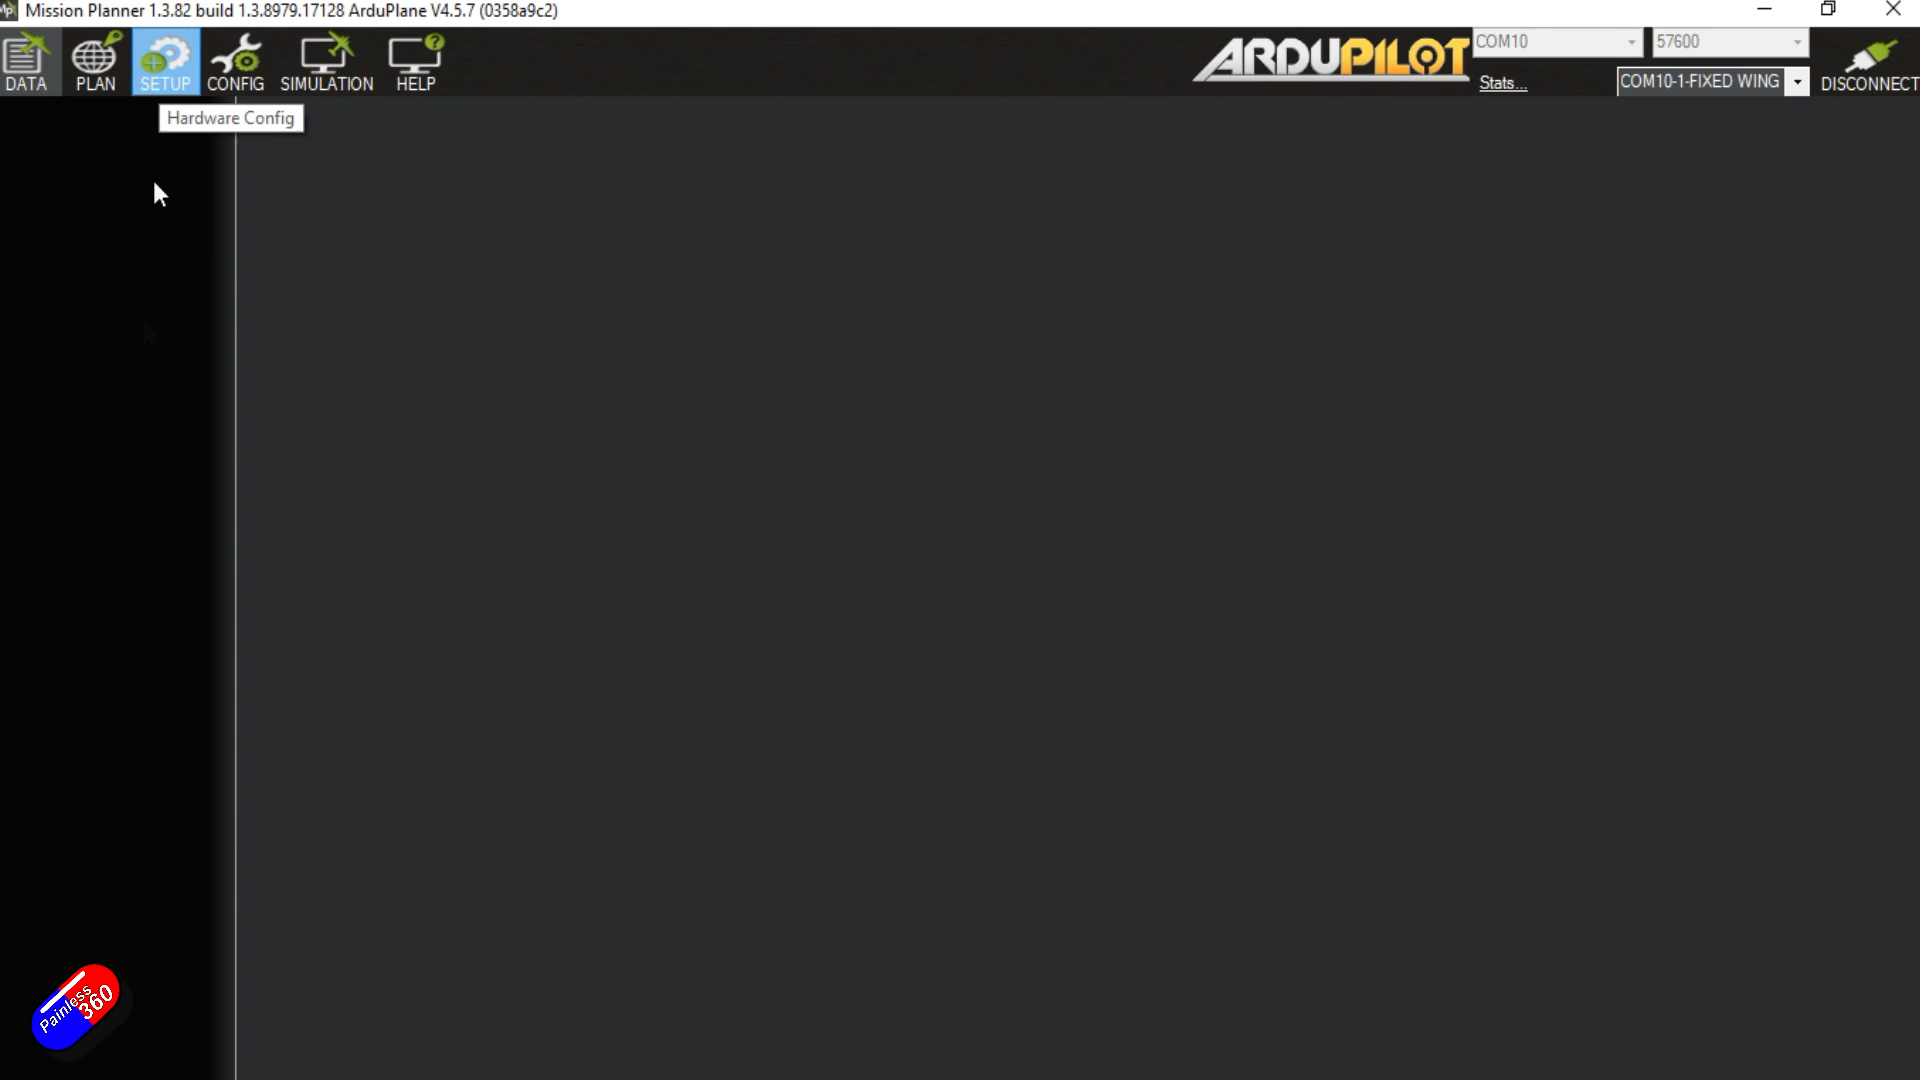 Mission Planner 1.3.82 build 1.3.8979.17128 ArduPlane V4.5.7 (0358a9c2)
DATA
PLAN
SETUP
CONFIG
SIMULATION
HELP
ARDUPILOT
COM10
57600
Stats...
COM10-1-FIXED WING
DISCONNECT
Hardware Config
Painless
360